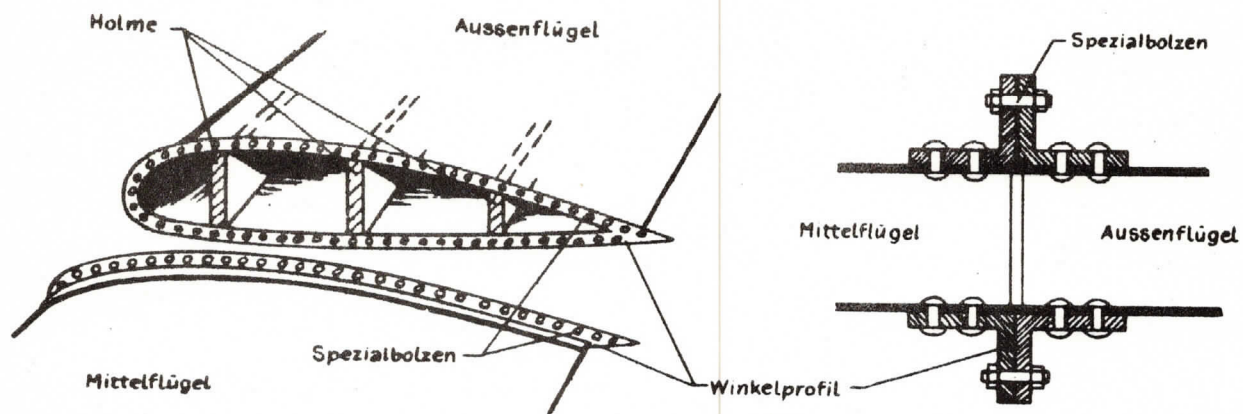 Holme
Aussenflügel
Spezialbolzen
Mittelflügel
Aussenflügel
Spezialbolzen
Mittelflügel
Winkelprofil